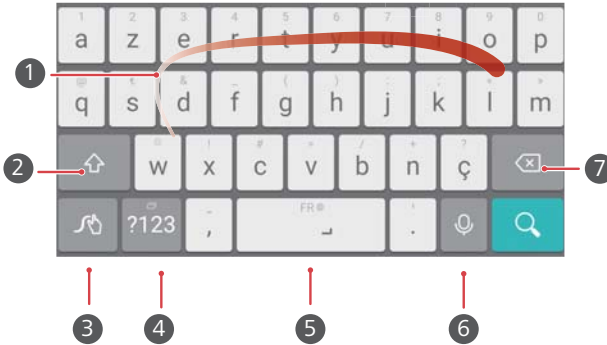 1 2 3 4 5 6 7 8 9 0
a z e r t y u i o p
1
@ € & _ ( ) : ; "
q s d f g h j k l m
2 ! # / + ? 7
w x c v b n ç
FR
?123 , .
3 4 5 6